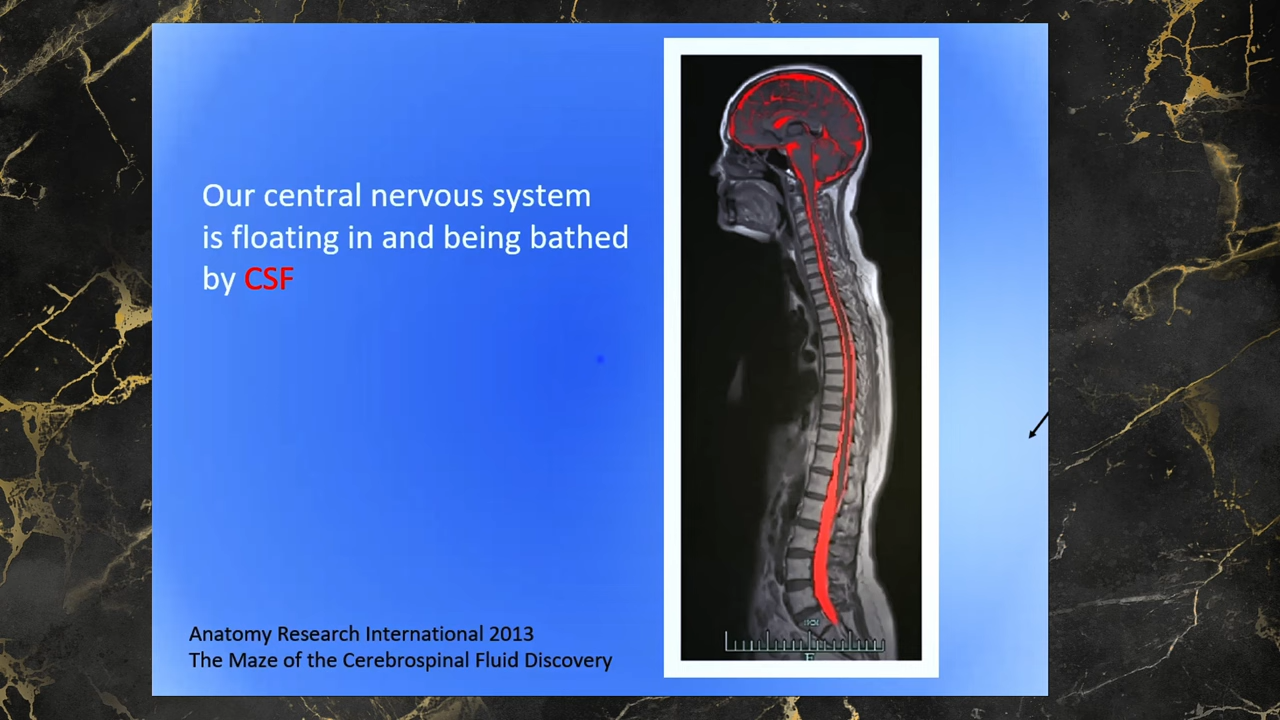 Our central nervous system
is floating in and being bathed
by CSF
Anatomy Research International 2013
The Maze of the Cerebrospinal Fluid Discovery